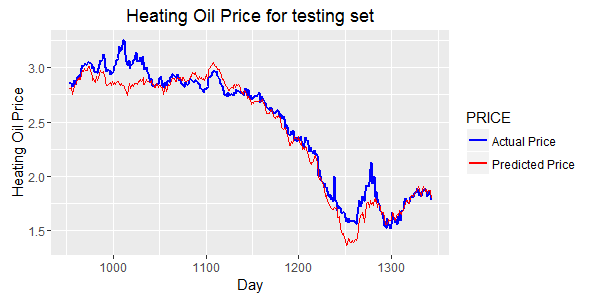 Heating Oil Price for testing set
Heating Oil Price
3.0
2.5
2.0
1.5
1000
1100
1200
1300
Day
PRICE
Actual Price
Predicted Price